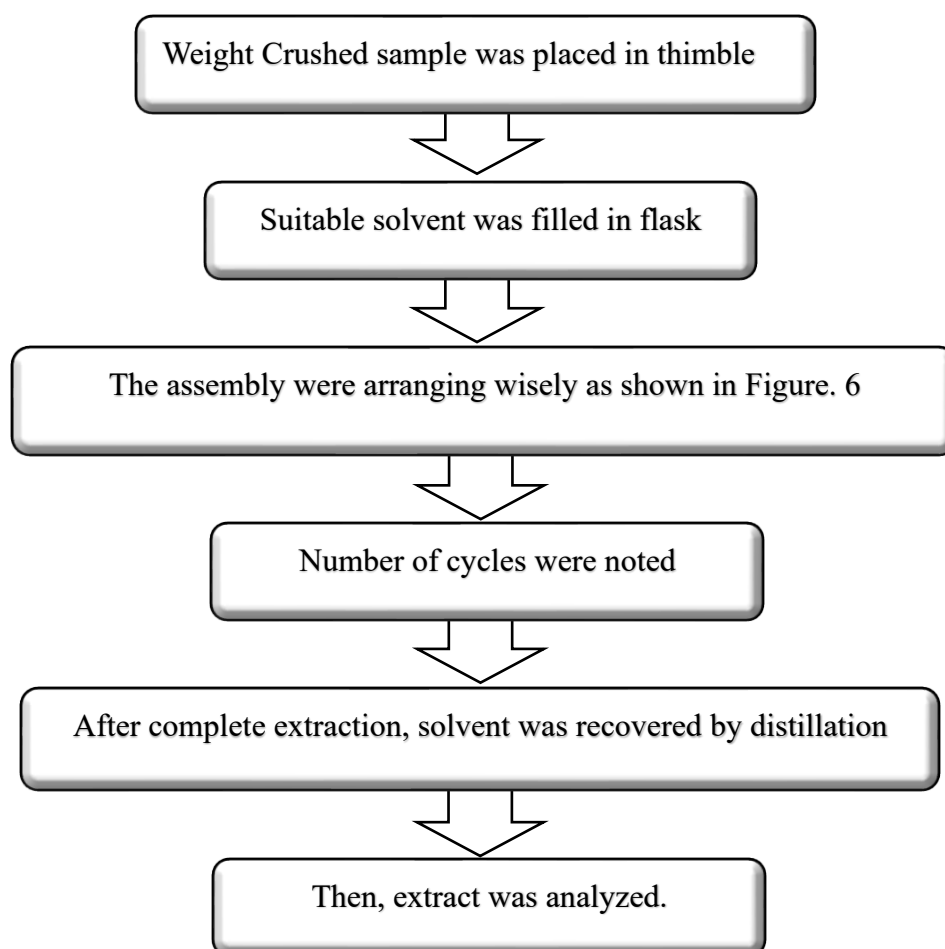 Weight Crushed sample was placed in thimble
Suitable solvent was filled in flask
The assembly were arranging wisely as shown in Figure. 6
Number of cycles were noted
After complete extraction, solvent was recovered by distillation
Then, extract was analyzed.